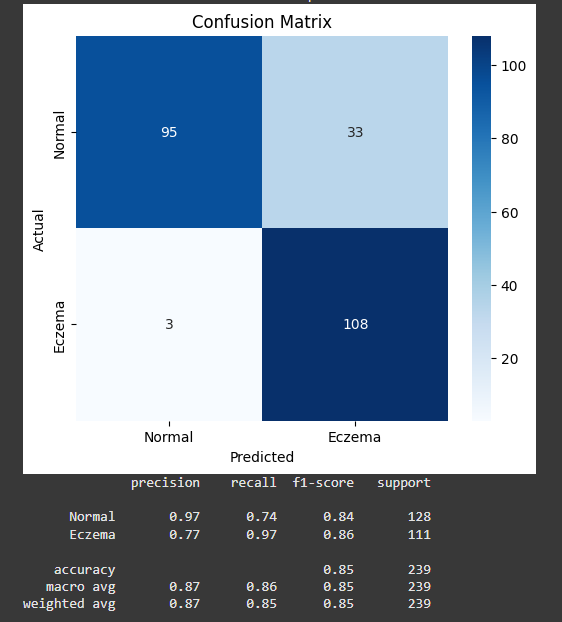 Confusion Matrix
Normal 95 33 100
80
Actual 60
40
Eczema 3 108
20
Normal Eczema
Predicted
precision recall f1-score support
Normal 0.97 0.74 0.84 128
Eczema 0.77 0.97 0.86 111
accuracy 0.85 239
macro avg 0.87 0.86 0.85 239
weighted avg 0.87 0.85 0.85 239